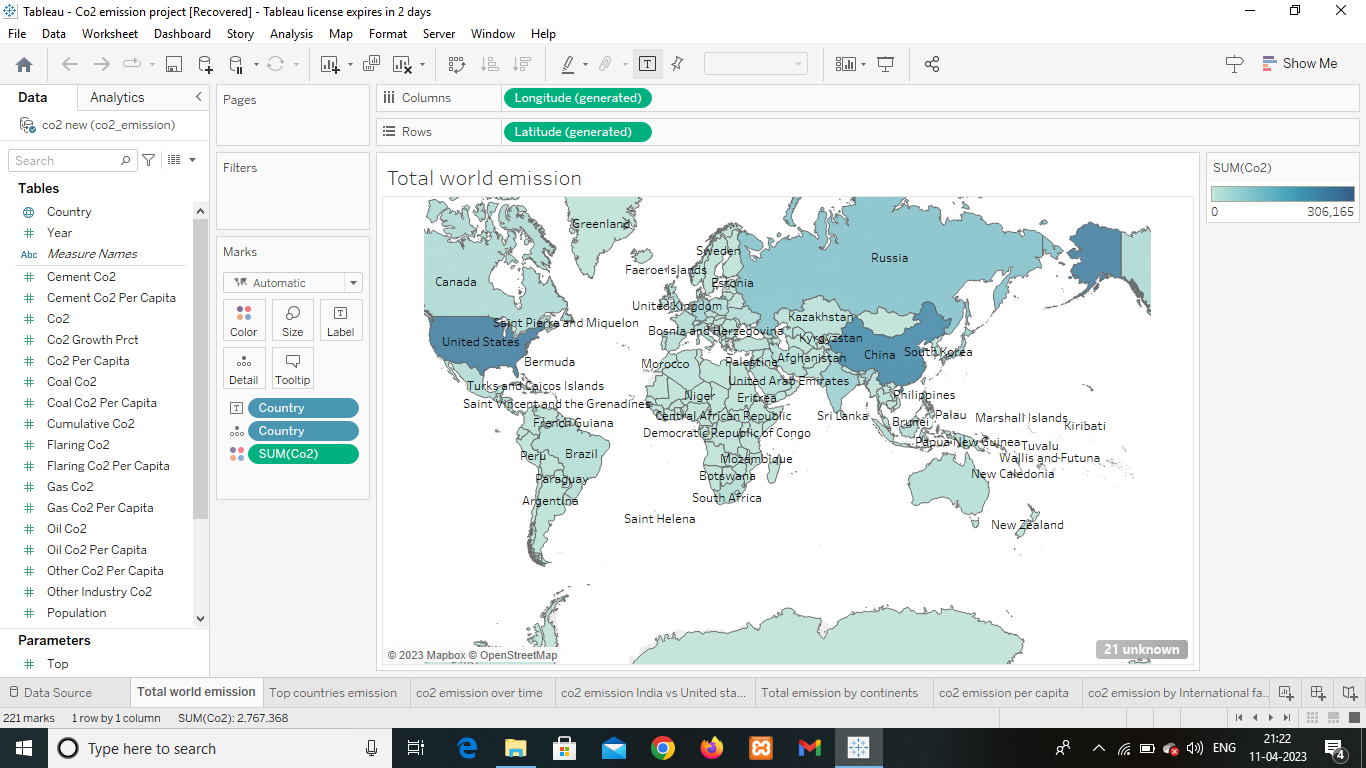 Tableau - Co2 emission project [Recovered] - Tableau license expires in 2 days
File Data Worksheet Dashboard Story Analysis Map Format Server Window Help
Show Me
Data Analytics
co2 new (co2_emission)
Search
Tables
Country
Year
Abc Measure Names
Cement Co2
Cement Co2 Per Capita
Co2
Co2 Growth Prct
Co2 Per Capita
Coal Co2
Coal Co2 Per Capita
Cumulative Co2
Flaring Co2
Flaring Co2 Per Capita
Gas Co2
Gas Co2 Per Capita
Oil Co2
Oil Co2 Per Capita
Other Co2 Per Capita
Other Industry Co2
Population
Parameters
Top
Pages
Filters
Marks
Automatic
Color Size Label
Detail Tooltip
Country
Country
SUM(Co2)
Columns Longitude (generated)
Rows Latitude (generated)
Total world emission
Greenland
Sweden
Russia
Faeroe Islands
Canada
Estonia
United Kingdom
Kazakhstan
Saint Pierre and Miquelon
Bosnia and Herzegovina
Kyrgyzstan
United States
China
South Korea
Afghanistan
Bermuda
Morocco
Palestine
United Arab Emirates
Turks and Caicos Islands
Niger
Eritrea
Philippines
Saint Vincent and the Grenadines
Central African Republic
Sri Lanka
Palau
Marshall Islands
French Guiana
Brunei
Kiribati
Democratic Republic of Congo
Papua New Guinea
Tuvalu
Peru
Brazil
Mozambique
Wallis and Futuna
Paraguay
Botswana
New Caledonia
Argentina
South Africa
Saint Helena
New Zealand
© 2023 Mapbox © OpenStreetMap
21 unknown
SUM(Co2)
0 306,165
Data Source Total world emission Top countries emission co2 emission over time co2 emission India vs United sta... Total emission by continents co2 emission per capita co2 emission by International fa..
221 marks 1 row by 1 column SUM(Co2): 2,767,368
Type here to search
ENG
21:22
11-04-2023
4